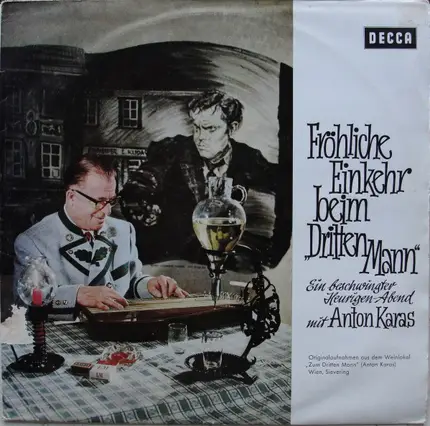 DECCA
Fröhliche
Einkehr
beim
„Dritten
Mann“
Ein beschwingter
Heurigen-Abend
mit Anton Karas
Originalaufnahmen aus dem Weinlokal
„Zum Dritten Mann“ (Anton Karas)
Wien, Sievering